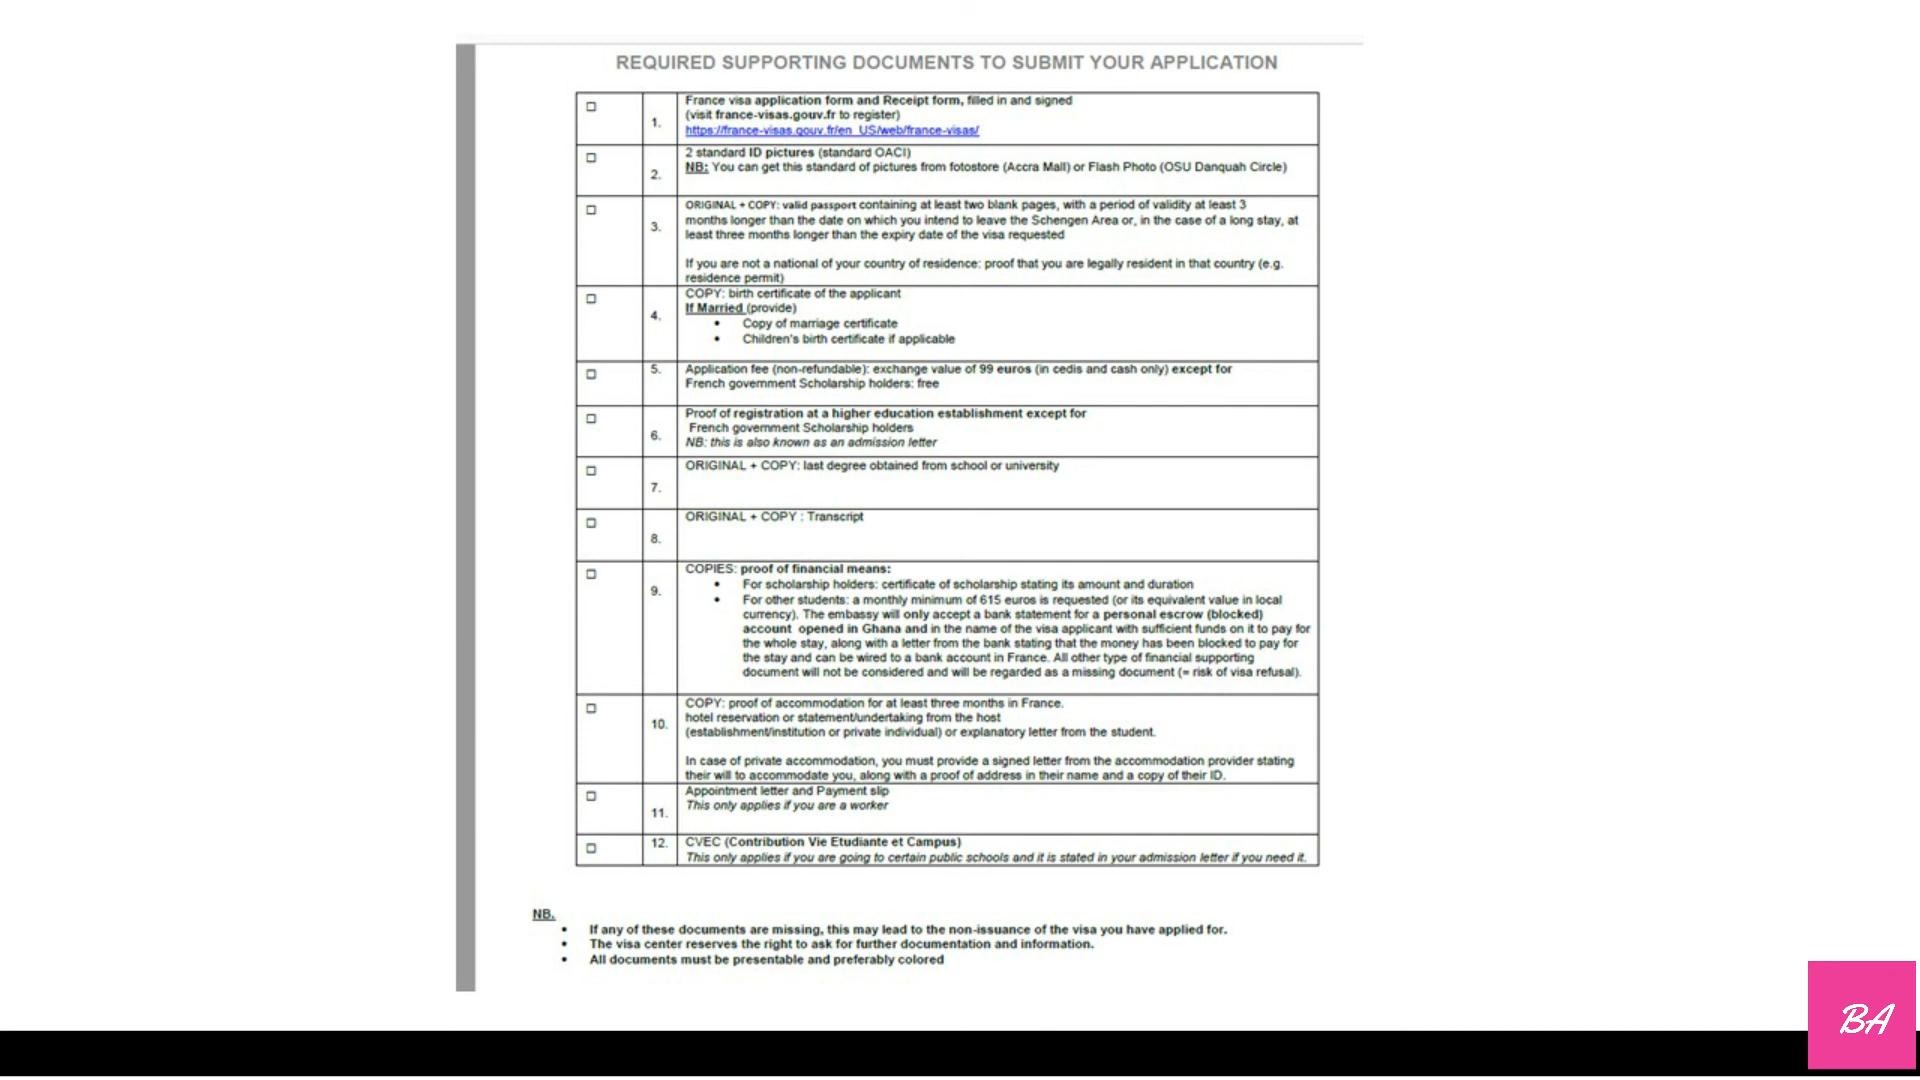 REQUIRED SUPPORTING DOCUMENTS TO SUBMIT YOUR APPLICATION
1. France visa application form and Receipt form, filled in and signed
(visit france-visas.gouv.fr to register)
https://france-visas.gouv.fr/en_US/web/france-visas/
2. 2 standard ID pictures (standard OACI)
NB: You can get this standard of pictures from fotostore (Accra Mall) or Flash Photo (OSU Danquah Circle)
3. ORIGINAL + COPY: valid passport containing at least two blank pages, with a period of validity at least 3
months longer than the date on which you intend to leave the Schengen Area or, in the case of a long stay, at
least three months longer than the expiry date of the visa requested
If you are not a national of your country of residence: proof that you are legally resident in that country (e.g.
residence permit)
4. COPY: birth certificate of the applicant
If Married (provide)
• Copy of marriage certificate
• Children's birth certificate if applicable
5. Application fee (non-refundable): exchange value of 99 euros (in cedis and cash only) except for
French government Scholarship holders: free
6. Proof of registration at a higher education establishment except for
French government Scholarship holders
NB: this is also known as an admission letter
7. ORIGINAL + COPY: last degree obtained from school or university
8. ORIGINAL + COPY : Transcript
9. COPIES: proof of financial means:
• For scholarship holders: certificate of scholarship stating its amount and duration
• For other students: a monthly minimum of 615 euros is requested (or its equivalent value in local
currency). The embassy will only accept a bank statement for a personal escrow (blocked)
account opened in Ghana and in the name of the visa applicant with sufficient funds on it to pay for
the whole stay, along with a letter from the bank stating that the money has been blocked to pay for
the stay and can be wired to a bank account in France. All other type of financial supporting
document will not be considered and will be regarded as a missing document (= risk of visa refusal).
10. COPY: proof of accommodation for at least three months in France.
hotel reservation or statement/undertaking from the host
(establishment/institution or private individual) or explanatory letter from the student.
In case of private accommodation, you must provide a signed letter from the accommodation provider stating
their will to accommodate you, along with a proof of address in their name and a copy of their ID.
11. Appointment letter and Payment slip
This only applies if you are a worker
12. CVEC (Contribution Vie Etudiante et Campus)
This only applies if you are going to certain public schools and it is stated in your admission letter if you need it.
NB.
• If any of these documents are missing, this may lead to the non-issuance of the visa you have applied for.
• The visa center reserves the right to ask for further documentation and information.
• All documents must be presentable and preferably colored
BA